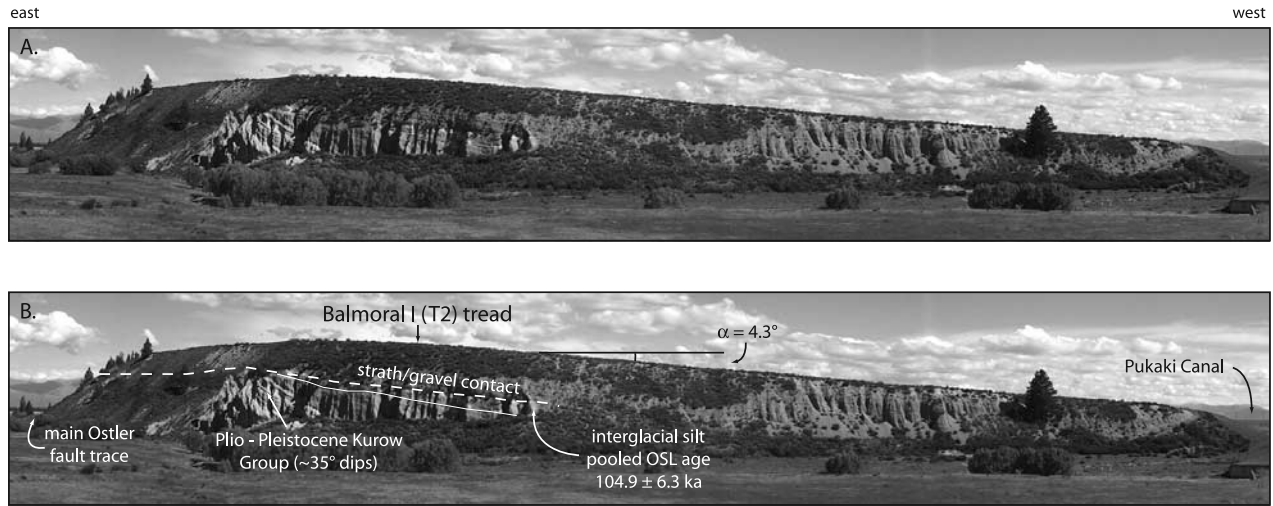 east
west
A.
B.
Balmoral I (T2) tread
α = 4.3°
Pukaki Canal
strath/gravel contact
main Ostler
fault trace
Plio - Pleistocene Kurow
Group (~35° dips)
interglacial silt
pooled OSL age
104.9 ± 6.3 ka